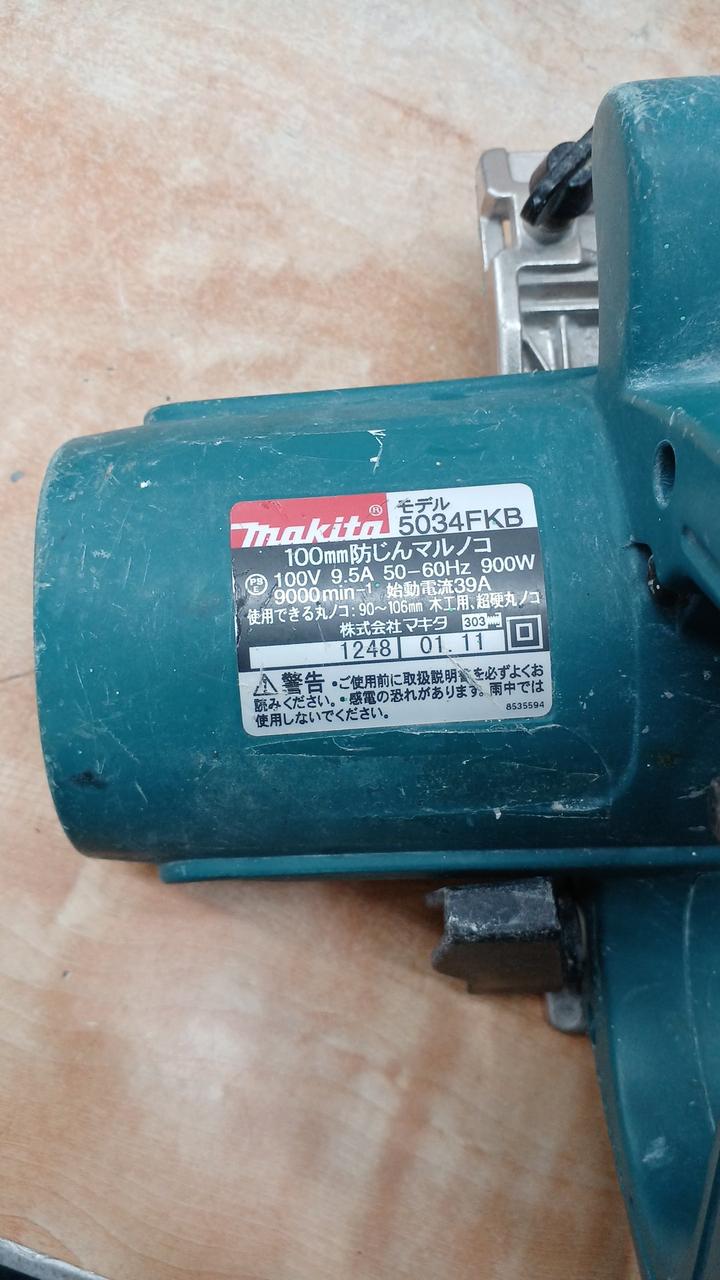 makita® モデル
5034FKB
100mm防じんマルノコ
PS E 100V 9.5A 50-60Hz 900W
9000min-1 始動電流39A
使用できる丸ノコ:90～106mm 木工用、超硬丸ノコ
株式会社マキタ 303
1248 01.11
警告 ・ご使用前に取扱説明書を必ずよくお
読みください。・感電の恐れがあります。雨中では
使用しないでください。
8535594